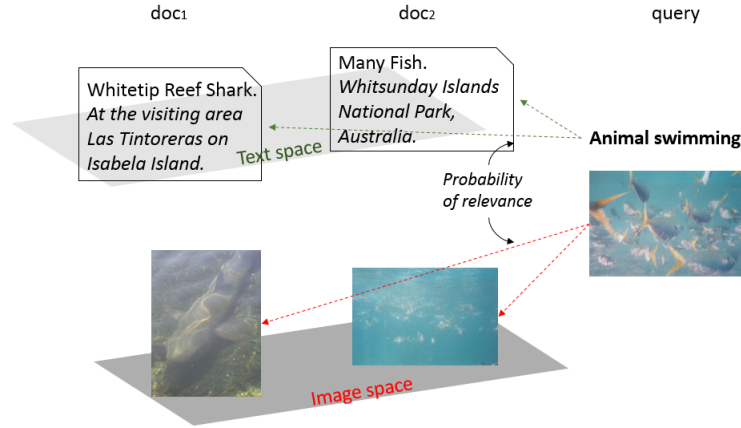 doc1
doc2
query
Whitetip Reef Shark.
At the visiting area
Las Tintoreras on
Isabela Island.
Many Fish.
Whitsunday Islands
National Park,
Australia.
Text space
Animal swimming
Probability
of relevance
Image space